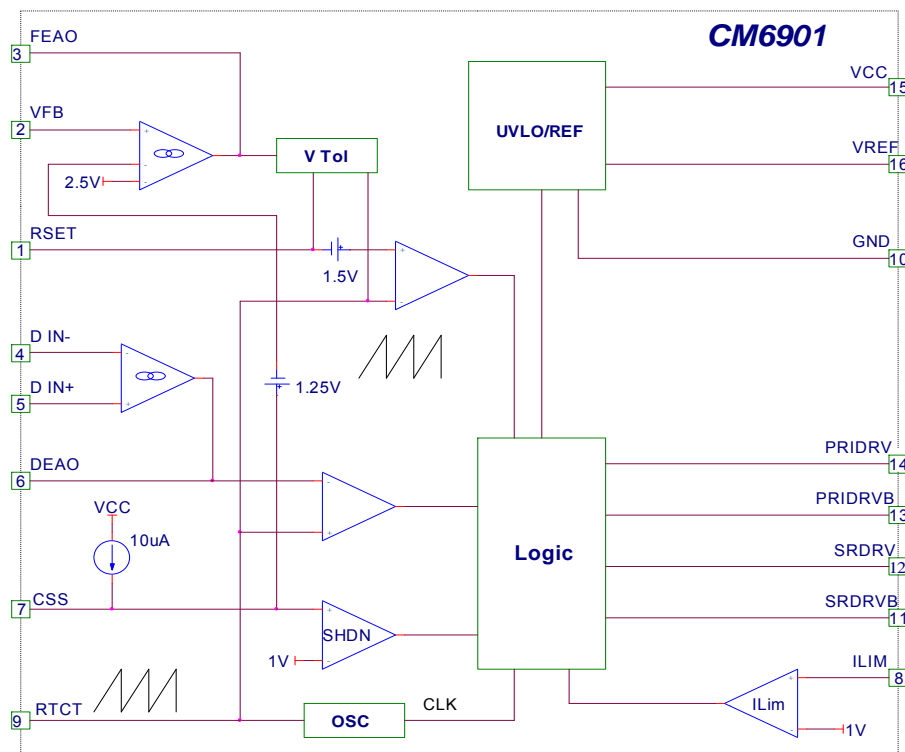 CM6901
FEAO
3
VCC
15
VFB
2
+
-
-
2.5V
V ToI
UVLO/REF
VREF
16
RSET
1
+
1.5V
+
-
GND
10
D IN-
4
-
D IN+
5
+
+
1.25V
DEAO
6
-
+
PRIDRV
14
VCC
10uA
PRIDRVB
13
Logic
SRDRV
12
CSS
7
+
SHDN
1V
-
SRDRVB
11
ILIM
8
+
ILim
-
1V
RTCT
9
OSC
CLK